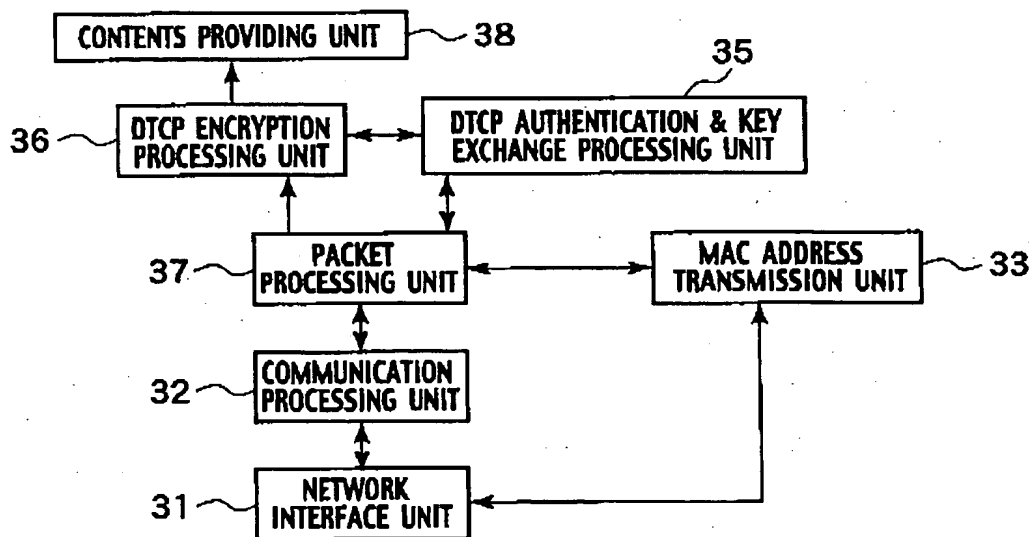 CONTENTS PROVIDING UNIT
38
35
36
DTCP ENCRYPTION
PROCESSING UNIT
DTCP AUTHENTICATION & KEY
EXCHANGE PROCESSING UNIT
37
PACKET
PROCESSING UNIT
MAC ADDRESS
TRANSMISSION UNIT
33
32
COMMUNICATION
PROCESSING UNIT
31
NETWORK
INTERFACE UNIT